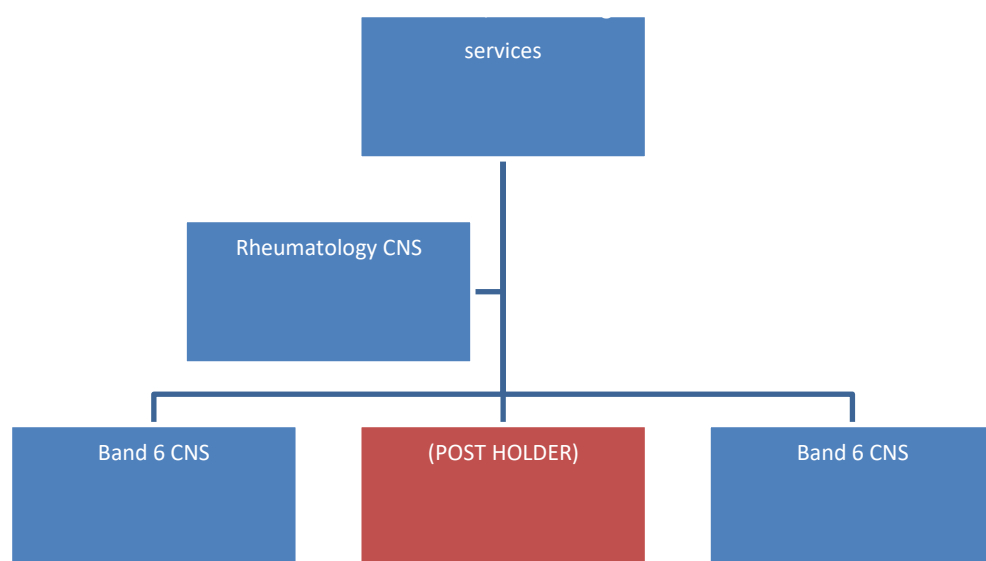 services
Rheumatology CNS
Band 6 CNS
(POST HOLDER)
Band 6 CNS